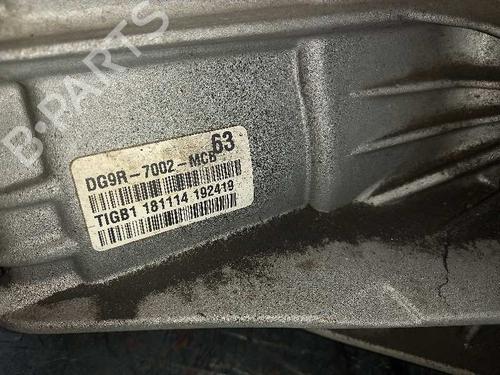 B-PARTS
63
DG9R-7002-MCB
TIGB1 181114 192419